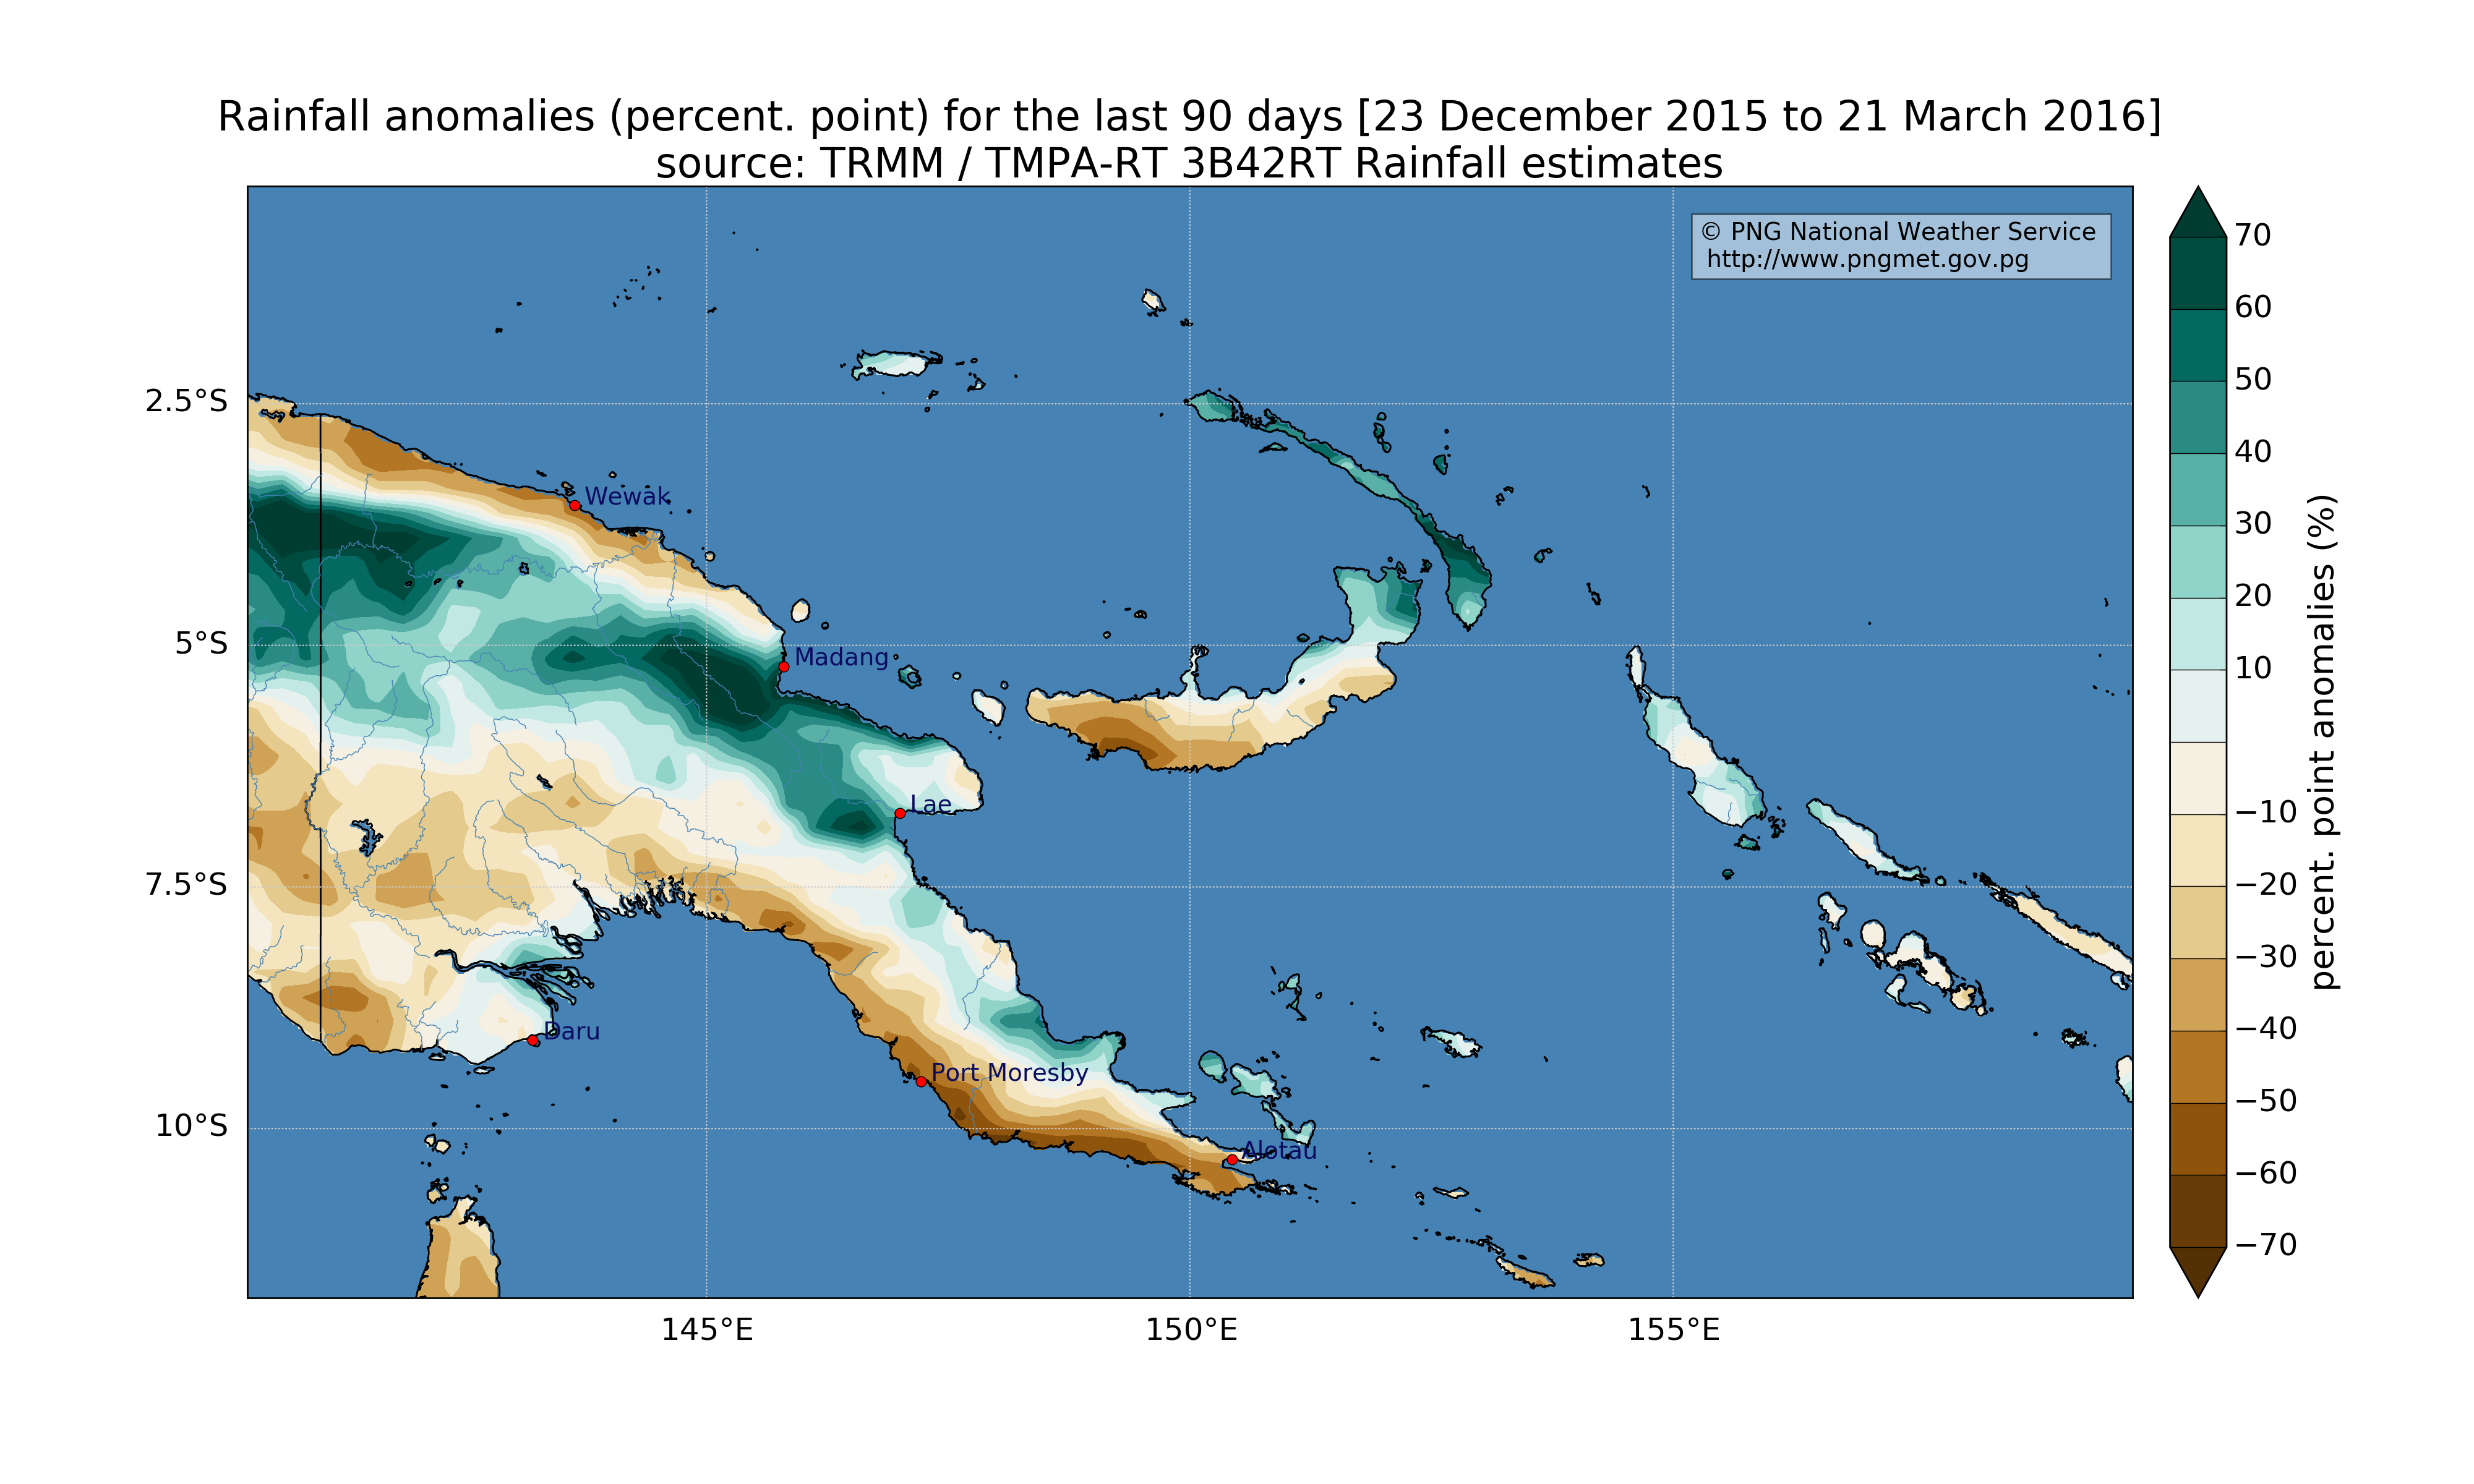 Rainfall anomalies (percent. point) for the last 90 days [23 December 2015 to 21 March 2016]
source: TRMM / TMPA-RT 3B42RT Rainfall estimates
© PNG National Weather Service
http://www.pngmet.gov.pg
2.5°S
5°S
7.5°S
10°S
145°E
150°E
155°E
Wewak
Madang
Lae
Daru
Port Moresby
Alotau
70
60
50
40
30
20
10
−10
−20
−30
−40
−50
−60
−70
percent. point anomalies (%)